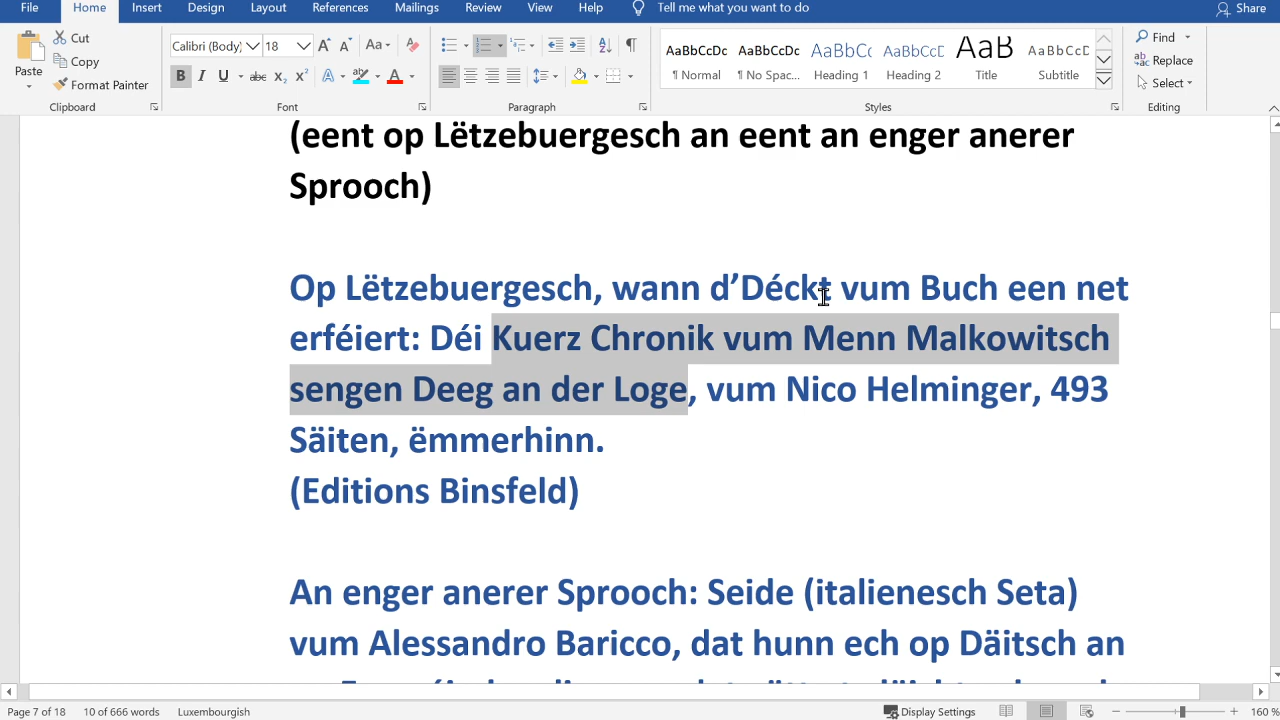 File Home Insert Design Layout References Mailings Review View Help Tell me what you want to do Share
Cut
Copy
Format Painter
Paste
Calibri (Body) 18
AaBbCcDc AaBbCcDc AaBbCc AaBbCcD AaB AaBbCcD
¶ Normal ¶ No Spac... Heading 1 Heading 2 Title Subtitle
Find
Replace
Select
Clipboard Font Paragraph Styles Editing
(eent op Lëtzebuergesch an eent an enger anerer
Sprooch)
Op Lëtzebuergesch, wann d’Déckt vum Buch een net
erféiert: Déi Kuerz Chronik vum Menn Malkowitsch
sengen Deeg an der Loge, vum Nico Helminger, 493
Säiten, ëmmerhinn.
(Editions Binsfeld)
An enger anerer Sprooch: Seide (italienesch Seta)
vum Alessandro Baricco, dat hunn ech op Däitsch an
Page 7 of 18 10 of 666 words Luxembourgish Display Settings 160 %